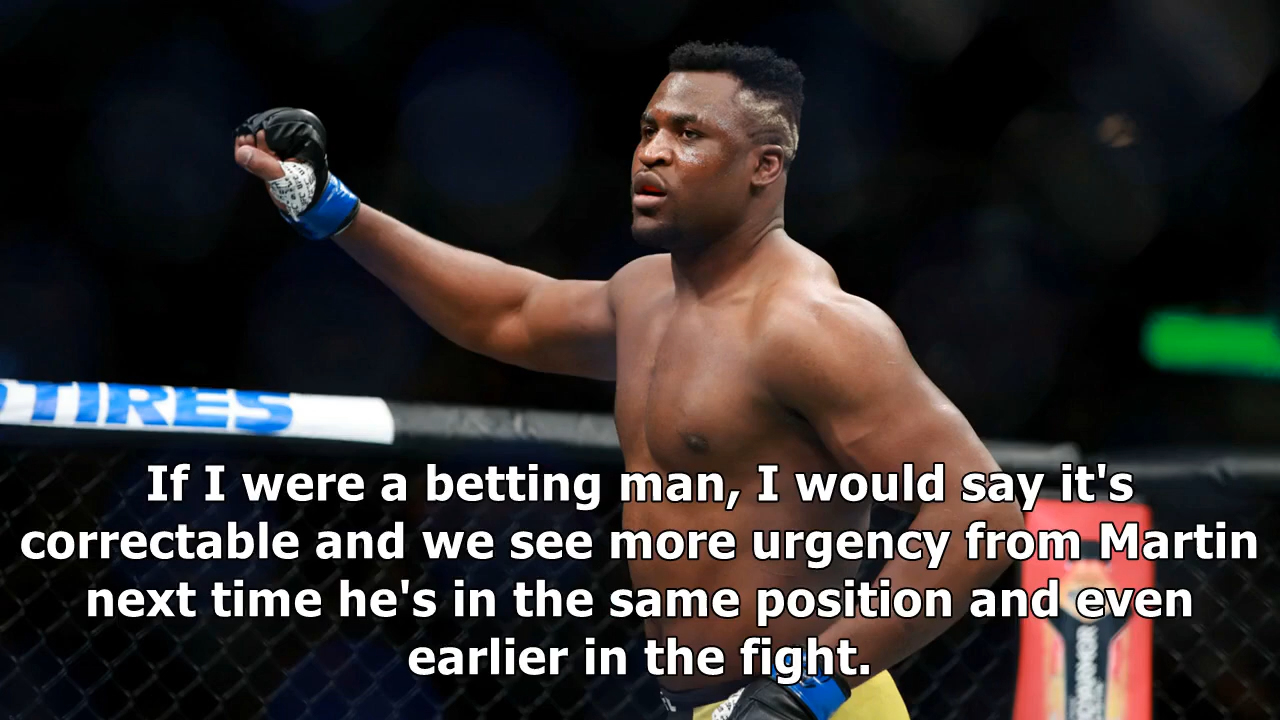 TIRES
If I were a betting man, I would say it's
correctable and we see more urgency from Martin
next time he's in the same position and even
earlier in the fight.